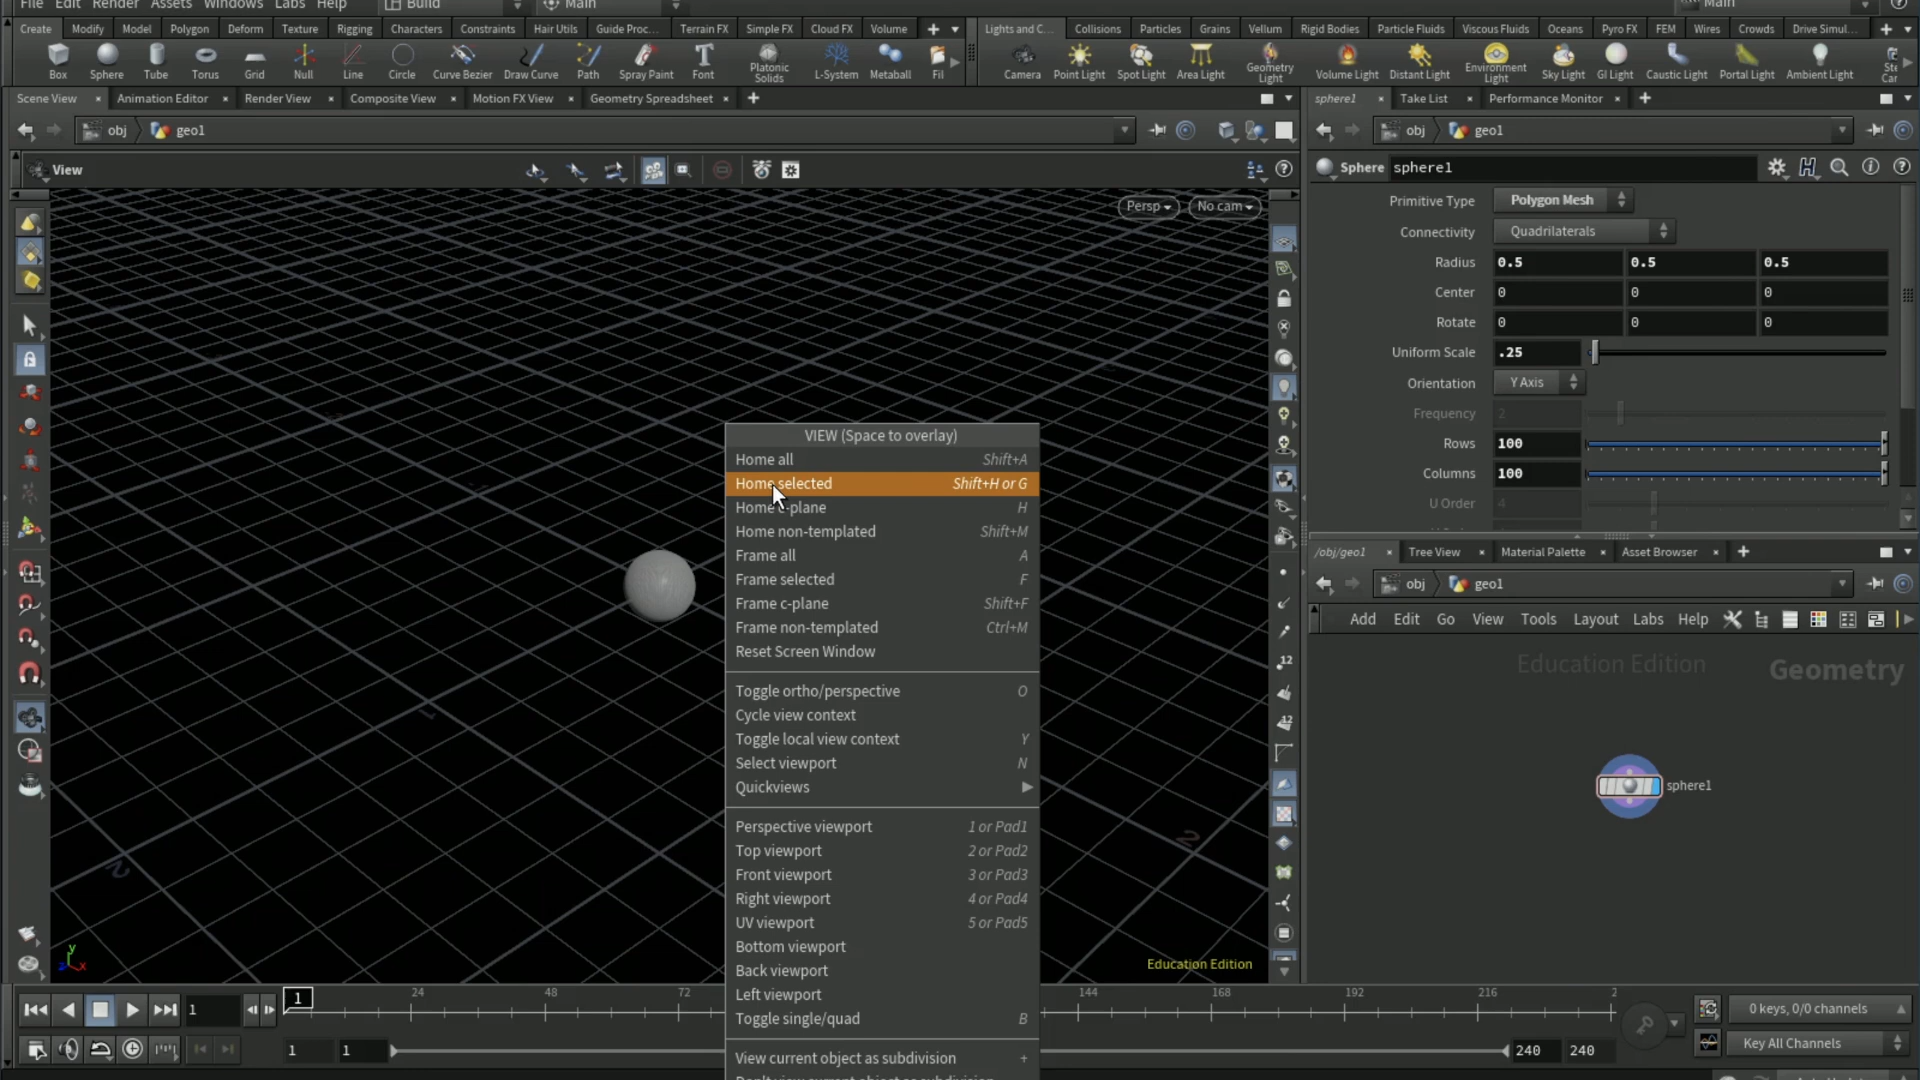 File Edit Render Assets Windows Labs Help Build Main Main
Create Modify Model Polygon Deform Texture Rigging Characters Constraints Hair Utils Guide Proc... Terrain FX Simple FX Cloud FX Volume
Lights and C... Collisions Particles Grains Vellum Rigid Bodies Particle Fluids Viscous Fluids Oceans Pyro FX FEM Wires Crowds Drive Simul...
Box Sphere Tube Torus Grid Null Line Circle Curve Bezier Draw Curve Path Spray Paint Font Platonic Solids L-System Metaball Fil
Camera Point Light Spot Light Area Light Geometry Light Volume Light Distant Light Environment Light Sky Light GI Light Caustic Light Portal Light Ambient Light Ste Car
Scene View Animation Editor Render View Composite View Motion FX View Geometry Spreadsheet
sphere1 Take List Performance Monitor
obj geo1
obj geo1
View
Persp No cam
Sphere sphere1
Primitive Type Polygon Mesh
Connectivity Quadrilaterals
Radius 0.5 0.5 0.5
Center 0 0 0
Rotate 0 0 0
Uniform Scale .25
Orientation Y Axis
Frequency 2
Rows 100
Columns 100
U Order 4
VIEW (Space to overlay)
Home all Shift+A
Home selected Shift+H or G
Home c-plane H
Home non-templated Shift+M
Frame all A
Frame selected F
Frame c-plane Shift+F
Frame non-templated Ctrl+M
Reset Screen Window
Toggle ortho/perspective O
Cycle view context
Toggle local view context Y
Select viewport N
Quickviews
Perspective viewport 1 or Pad1
Top viewport 2 or Pad2
Front viewport 3 or Pad3
Right viewport 4 or Pad4
UV viewport 5 or Pad5
Bottom viewport
Back viewport
Left viewport
Toggle single/quad B
View current object as subdivision +
12
12
2
2
y
z x
Education Edition
/obj/geo1 Tree View Material Palette Asset Browser
obj geo1
Add Edit Go View Tools Layout Labs Help
Education Edition Geometry
sphere1
1 1 24 48 72 144 168 192 216 2
1 1 240 240
0 keys, 0/0 channels
Key All Channels